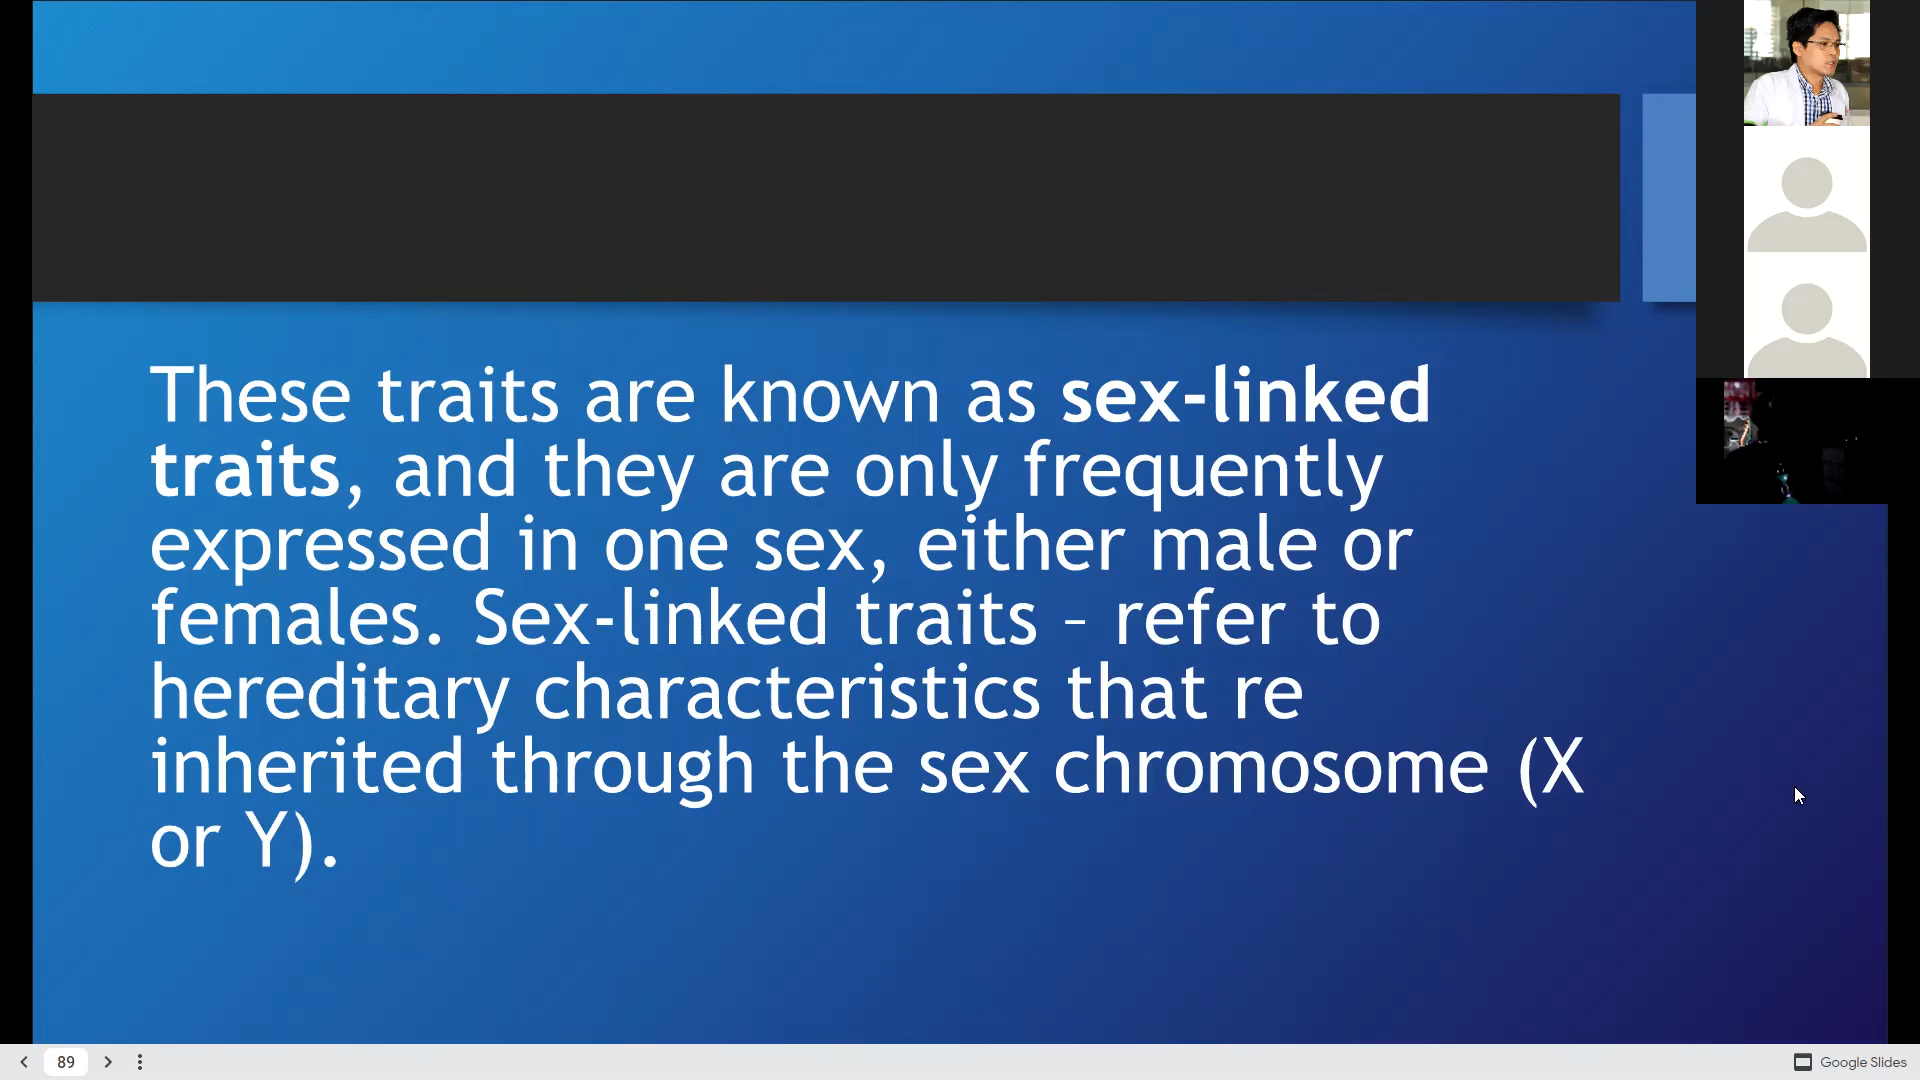 These traits are known as sex-linked
traits, and they are only frequently
expressed in one sex, either male or
females. Sex-linked traits – refer to
hereditary characteristics that re
inherited through the sex chromosome (X
or Y).
89
Google Slides